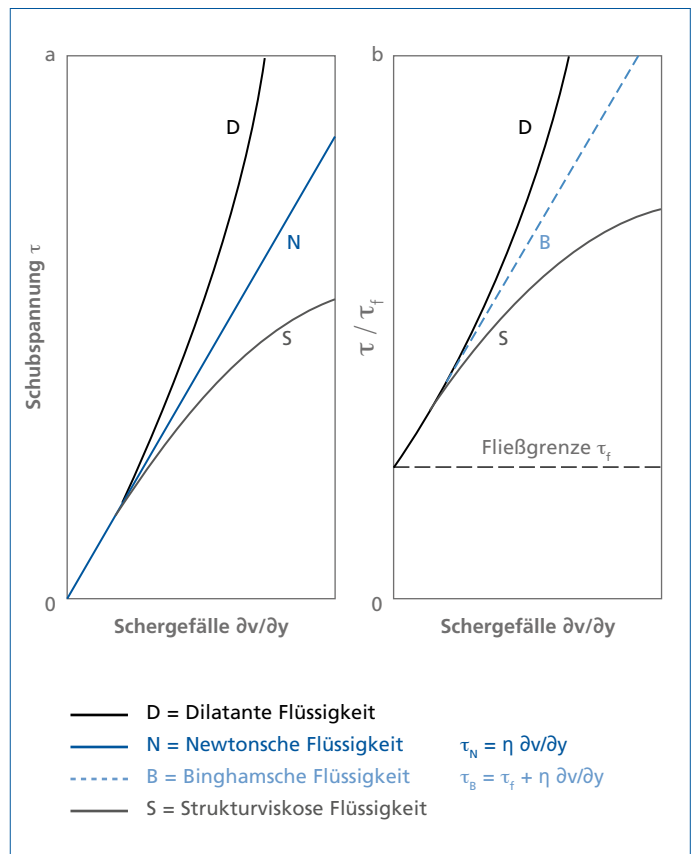 a
D
N
S
Schubspannung τ
0
Schergefälle ∂v/∂y
b
D
B
S
τ / τf
Fließgrenze τf
0
Schergefälle ∂v/∂y
D = Dilatante Flüssigkeit
N = Newtonsche Flüssigkeit τN = η ∂v/∂y
B = Binghamsche Flüssigkeit τB = τf + η ∂v/∂y
S = Strukturviskose Flüssigkeit